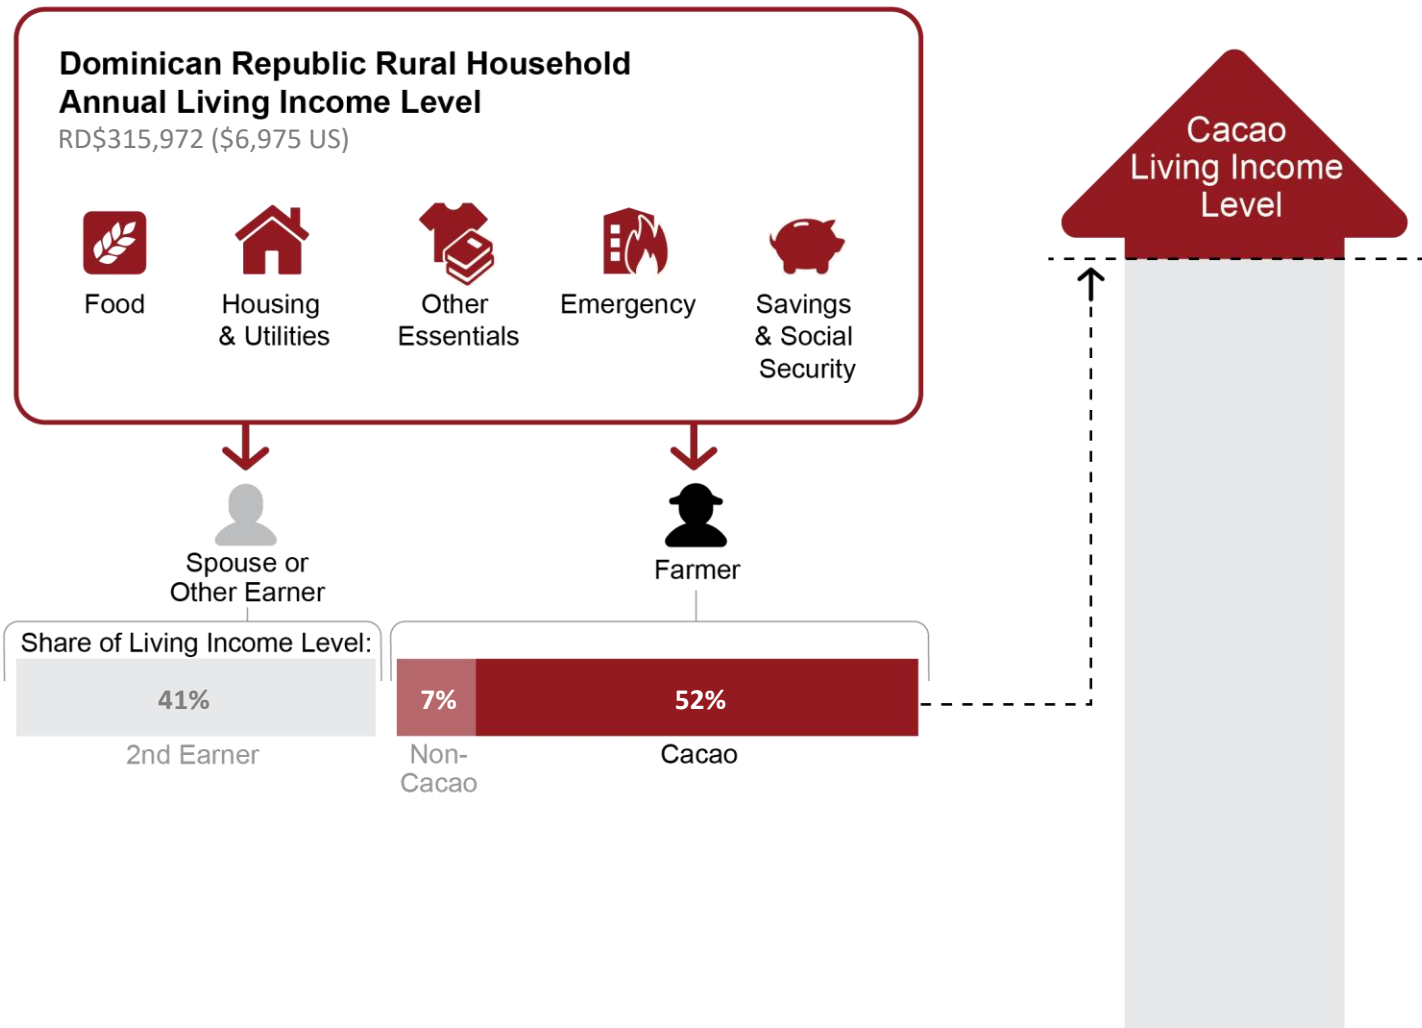 Dominican Republic Rural Household
Annual Living Income Level
RD$315,972 ($6,975 US)
Food
Housing
& Utilities
Other
Essentials
Emergency
Savings
& Social
Security
Spouse or
Other Earner
Farmer
Share of Living Income Level:
41%
7%
52%
2nd Earner
Non-
Cacao
Cacao
Cacao
Living Income
Level